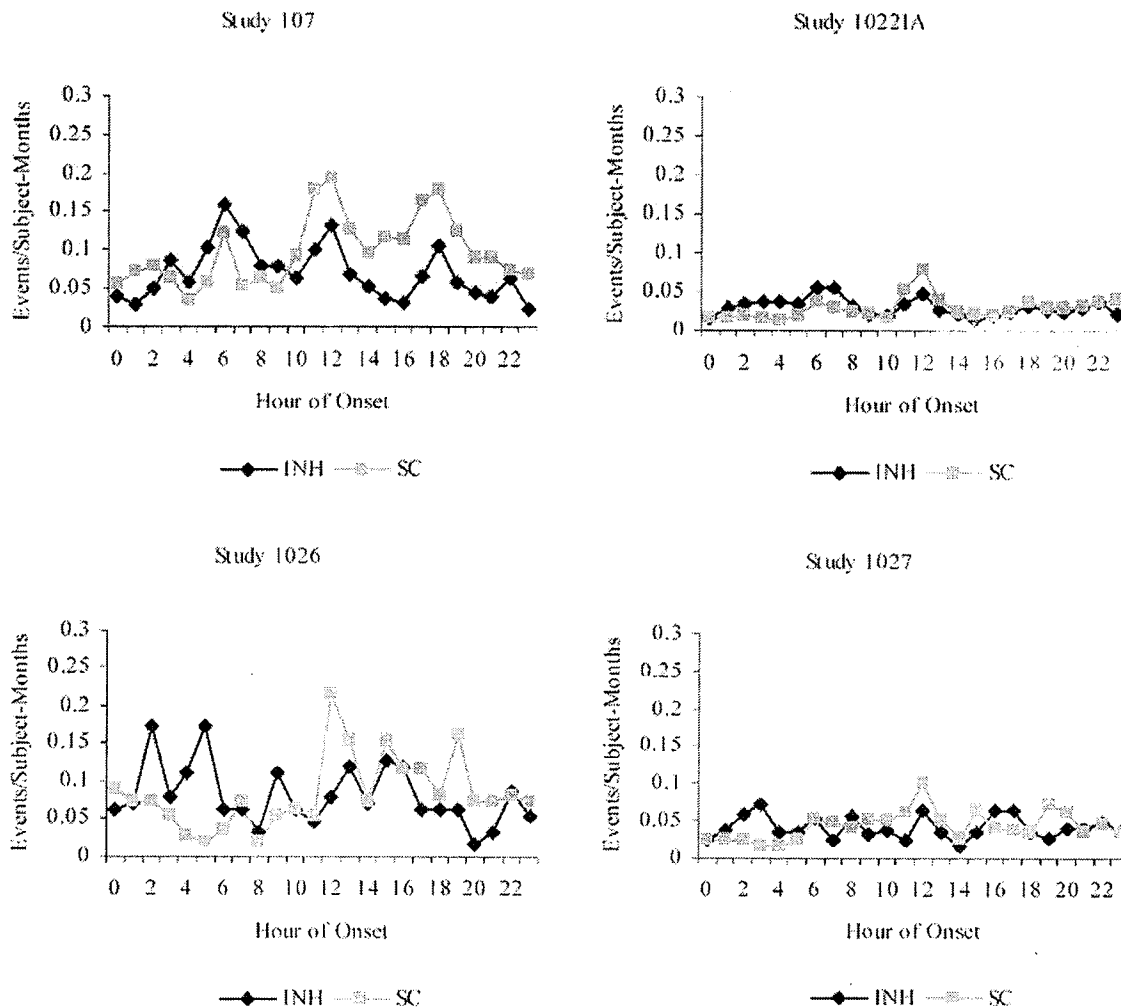 Study 107
0.3
0.25
0.2
0.15
0.1
0.05
0
Events/Subject-Months
0 2 4 6 8 10 12 14 16 18 20 22
Hour of Onset
INH SC
Study 10221A
0.3
0.25
0.2
0.15
0.1
0.05
0
Events/Subject-Months
0 2 4 6 8 10 12 14 16 18 20 22
Hour of Onset
INH SC
Study 1026
0.3
0.25
0.2
0.15
0.1
0.05
0
Events/Subject-Months
0 2 4 6 8 10 12 14 16 18 20 22
Hour of Onset
INH SC
Study 1027
0.3
0.25
0.2
0.15
0.1
0.05
0
Events/Subject-Months
0 2 4 6 8 10 12 14 16 18 20 22
Hour of Onset
INH SC